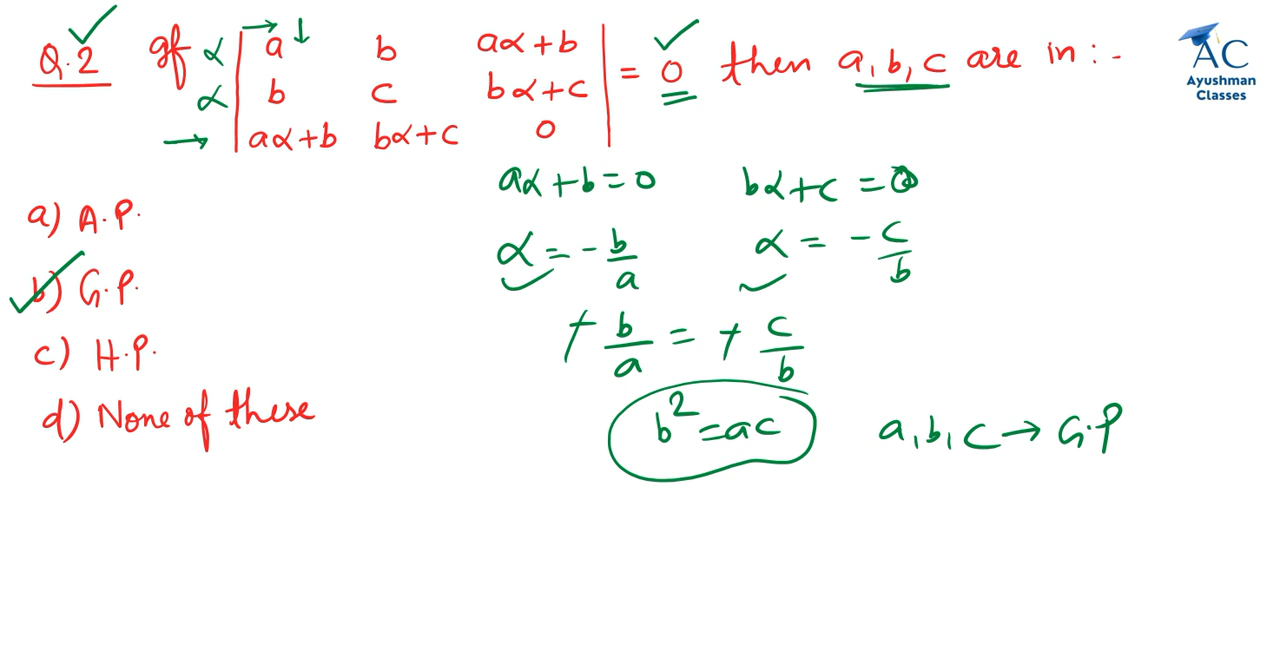 Q.2 gf α | a b aα+b | = 0 then a, b, c are in :-
α | b c bα+c |
| aα+b bα+c 0 |
AC
Ayushman
Classes
aα+b=0 bα+c=0
a) A.P.
α = -b/a α = -c/b
b) G.P.
+b/a = +c/b
c) H.P.
d) None of these
b²=ac a,b,c→G.P